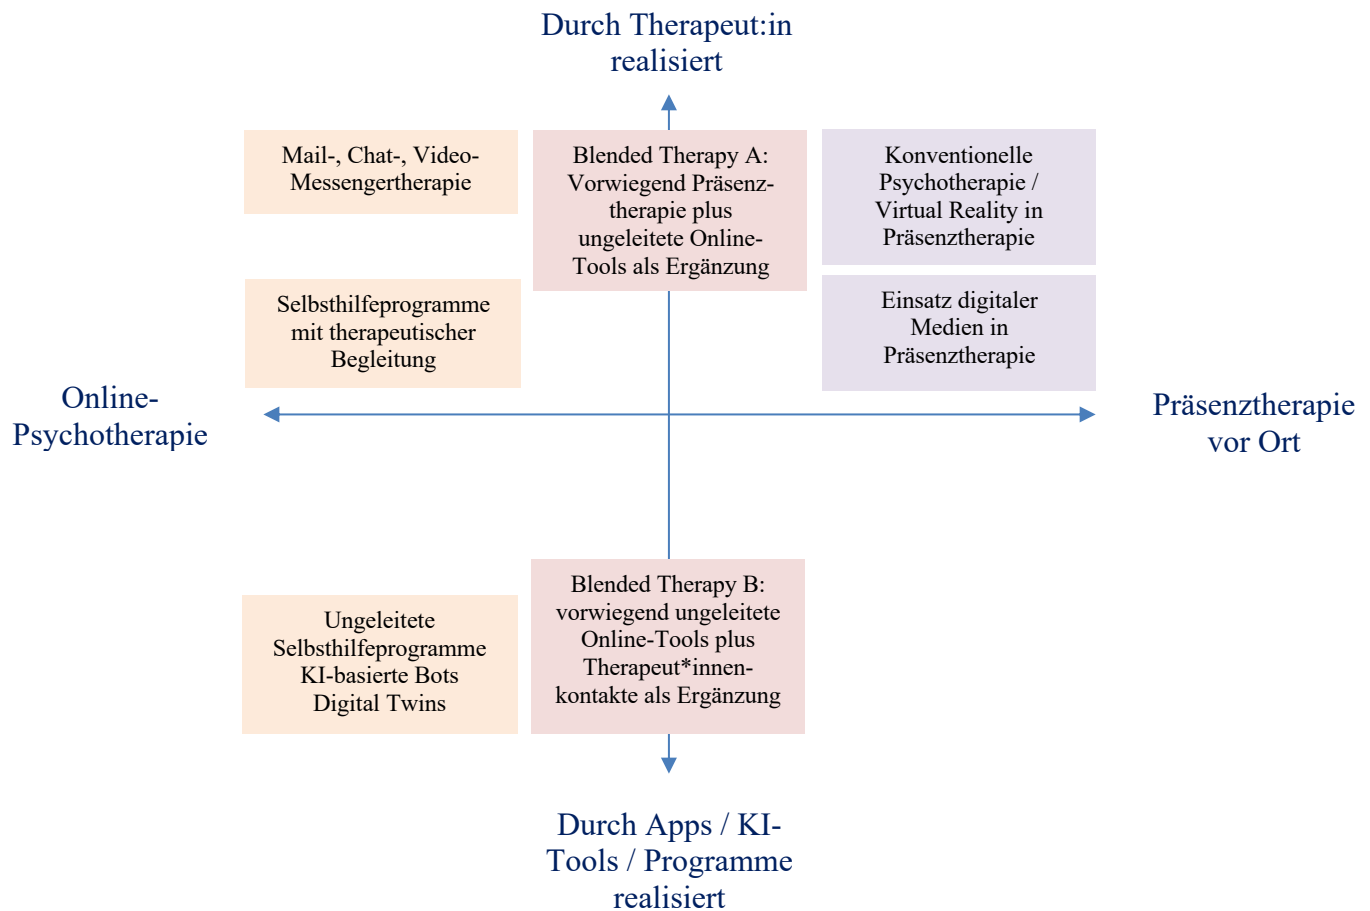 Durch Therapeut:in
realisiert
Mail-, Chat-, Video-
Messengertherapie
Blended Therapy A:
Vorwiegend Präsenz-
therapie plus
ungeleitete Online-
Tools als Ergänzung
Konventionelle
Psychotherapie /
Virtual Reality in
Präsenztherapie
Selbsthilfeprogramme
mit therapeutischer
Begleitung
Einsatz digitaler
Medien in
Präsenztherapie
Online-
Psychotherapie
Präsenztherapie
vor Ort
Ungeleitete
Selbsthilfeprogramme
KI-basierte Bots
Digital Twins
Blended Therapy B:
vorwiegend ungeleitete
Online-Tools plus
Therapeut*innen-
kontakte als Ergänzung
Durch Apps / KI-
Tools / Programme
realisiert